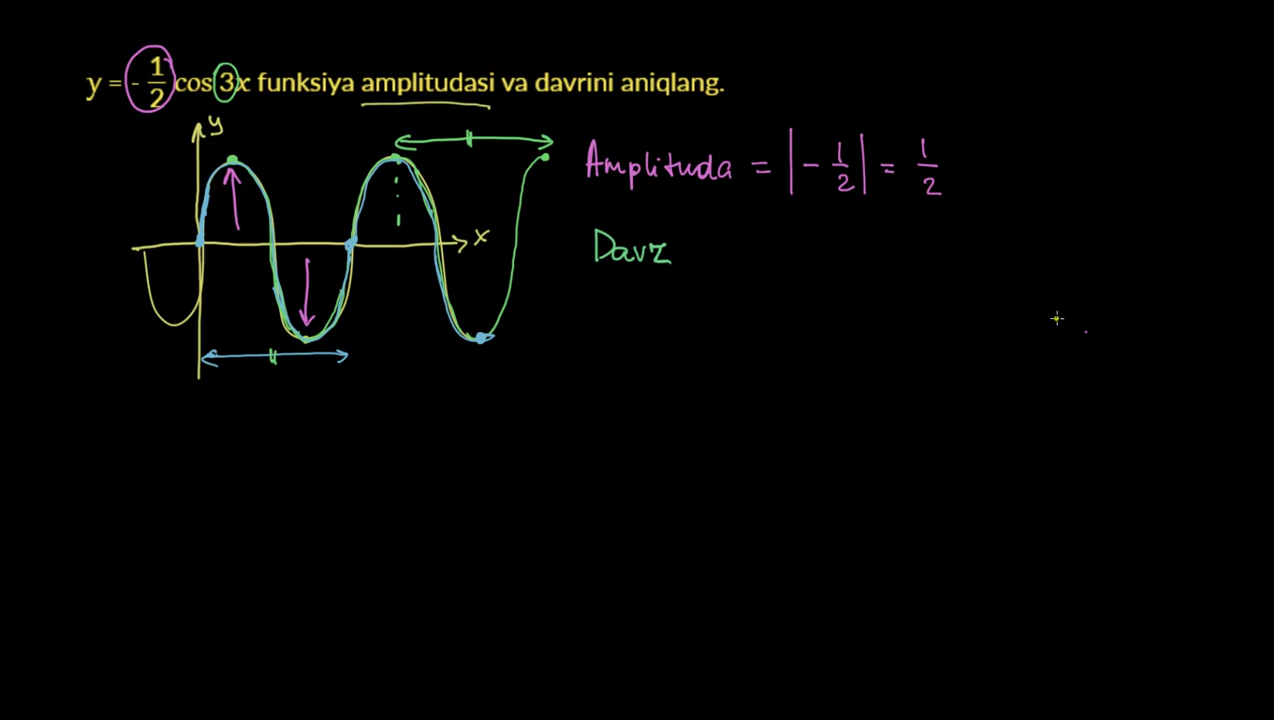 y = - 1/2 cos 3x funksiya amplitudasi va davrini aniqlang.
y
x
Amplituda = |- 1/2| = 1/2
Davr